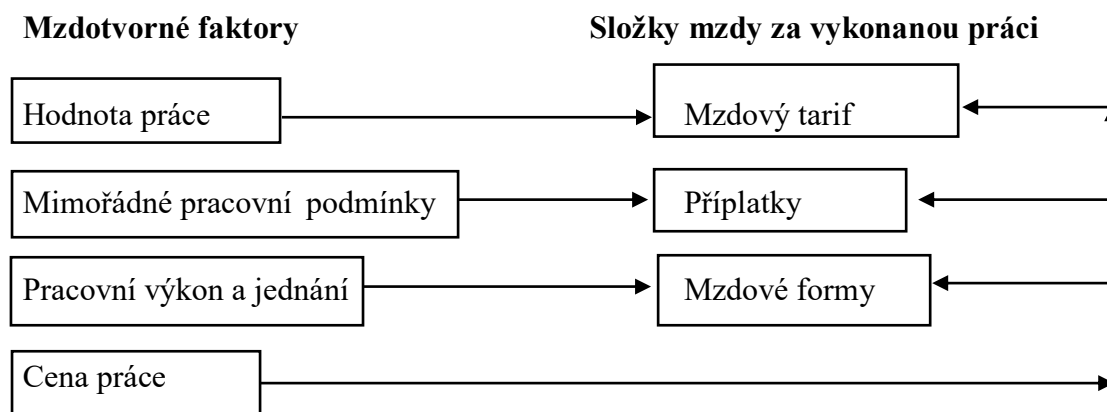 Mzdotvorné faktory Složky mzdy za vykonanou práci
Hodnota práce Mzdový tarif
Mimořádné pracovní podmínky Příplatky
Pracovní výkon a jednání Mzdové formy
Cena práce